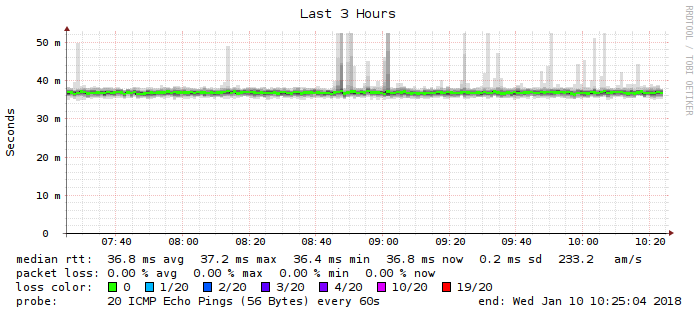 Last 3 Hours
RRDTOOL / TOBI OETIKER
Seconds
50 m
40 m
30 m
20 m
10 m
0
07:40 08:00 08:20 08:40 09:00 09:20 09:40 10:00 10:20
median rtt: 36.8 ms avg 37.2 ms max 36.4 ms min 36.8 ms now 0.2 ms sd 233.2 am/s
packet loss: 0.00 % avg 0.00 % max 0.00 % min 0.00 % now
loss color: 0 1/20 2/20 3/20 4/20 10/20 19/20
probe: 20 ICMP Echo Pings (56 Bytes) every 60s end: Wed Jan 10 10:25:04 2018